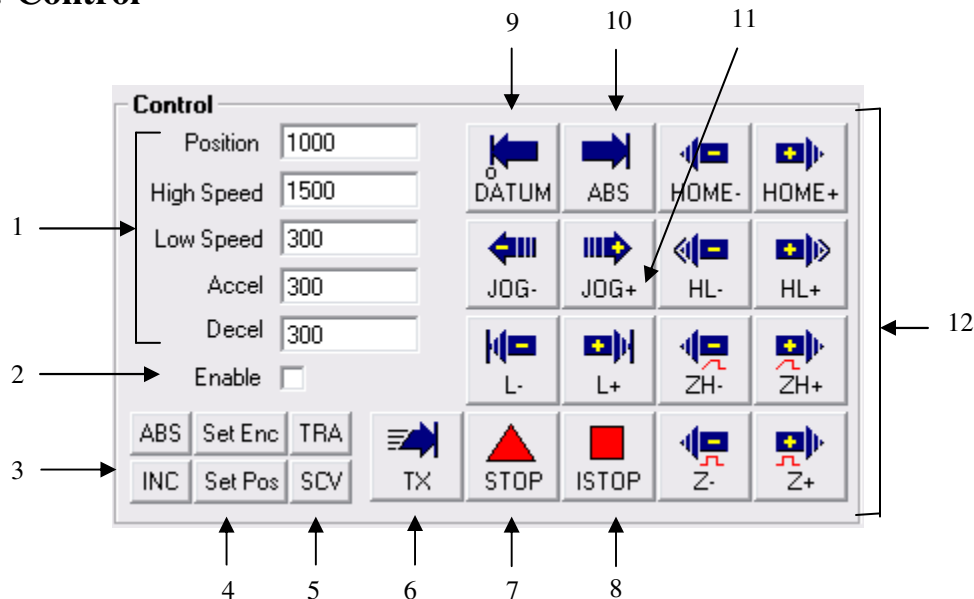 Control
9 10 11
Control
Position 1000
High Speed 1500
Low Speed 300
Accel 300
Decel 300
Enable
DATUM ABS HOME- HOME+
JOG- JOG+ HL- HL+
L- L+ ZH- ZH+
ABS Set Enc TRA
INC Set Pos SCV
TX STOP ISTOP Z- Z+
1
2
3
12
4 5 6 7 8